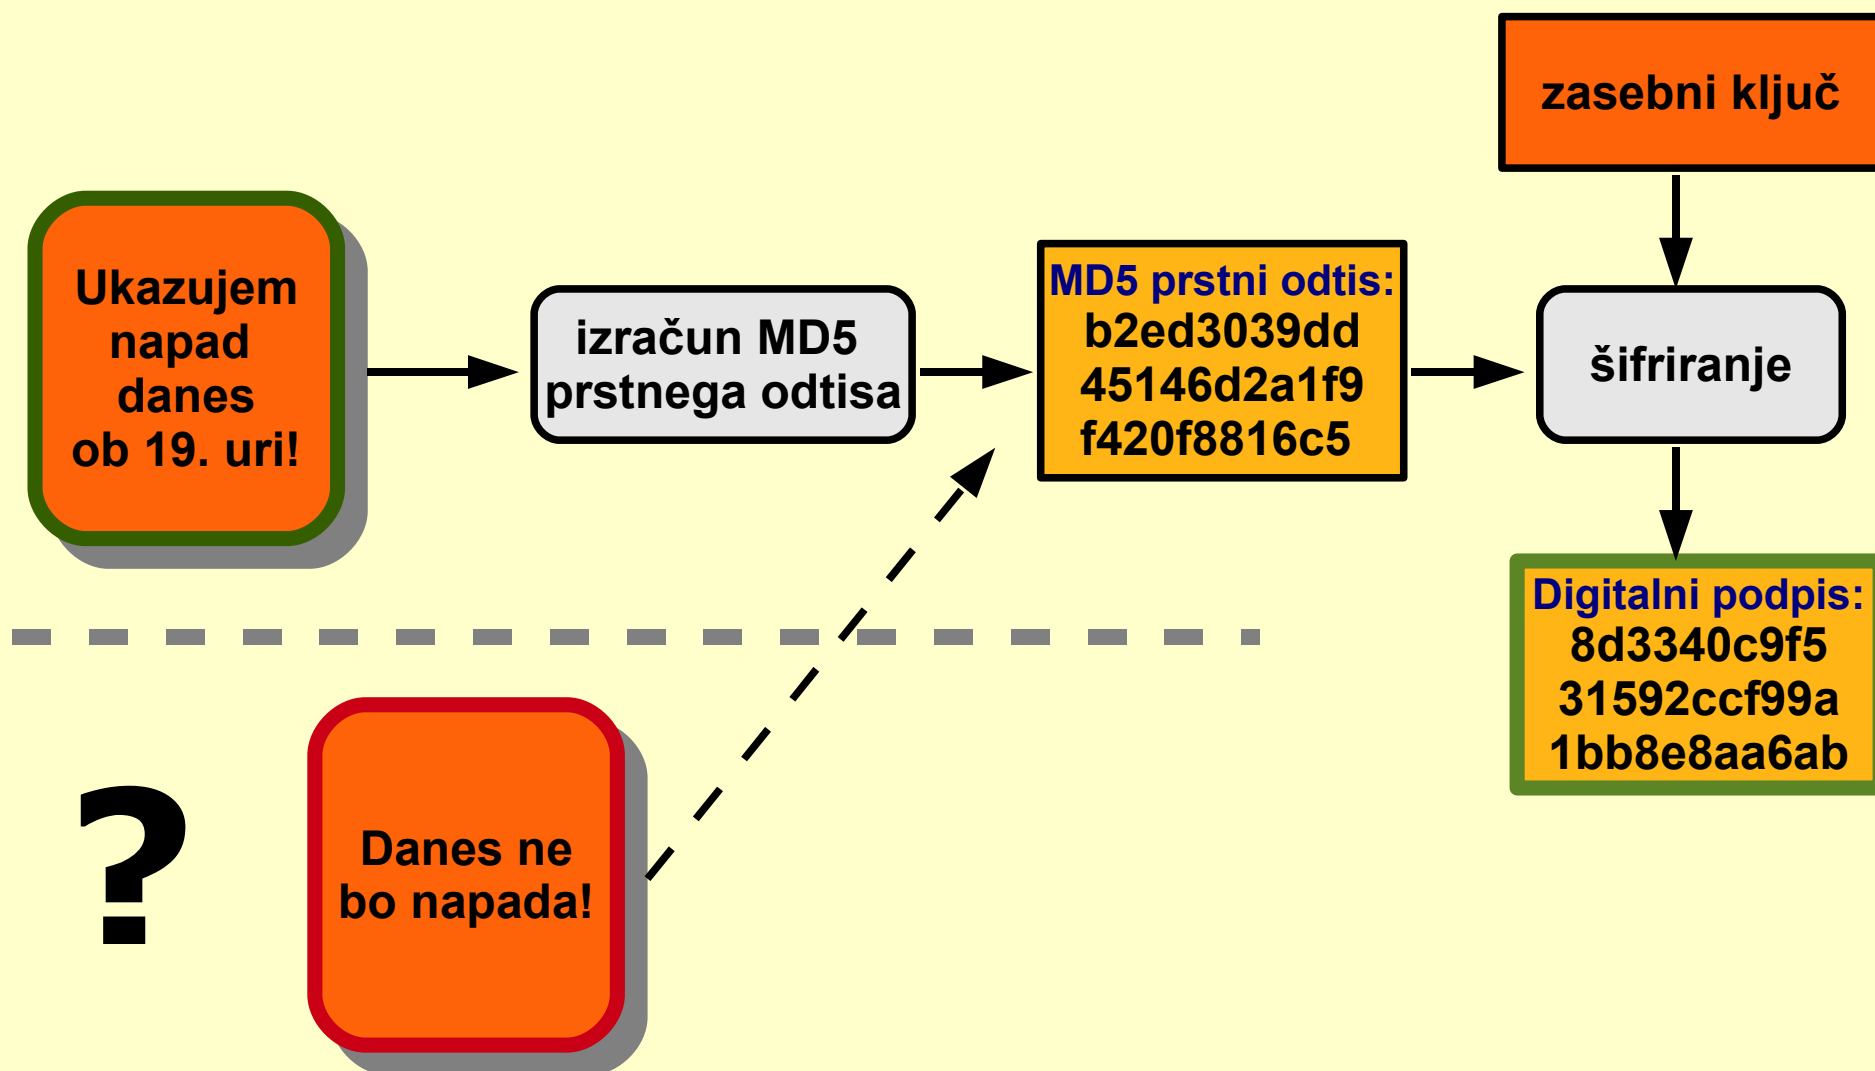 zasebni ključ
Ukazujem
napad
danes
ob 19. uri!
izračun MD5
prstnega odtisa
MD5 prstni odtis:
b2ed3039dd
45146d2a1f9
f420f8816c5
šifriranje
Digitalni podpis:
8d3340c9f5
31592ccf99a
1bb8e8aa6ab
?
Danes ne
bo napada!